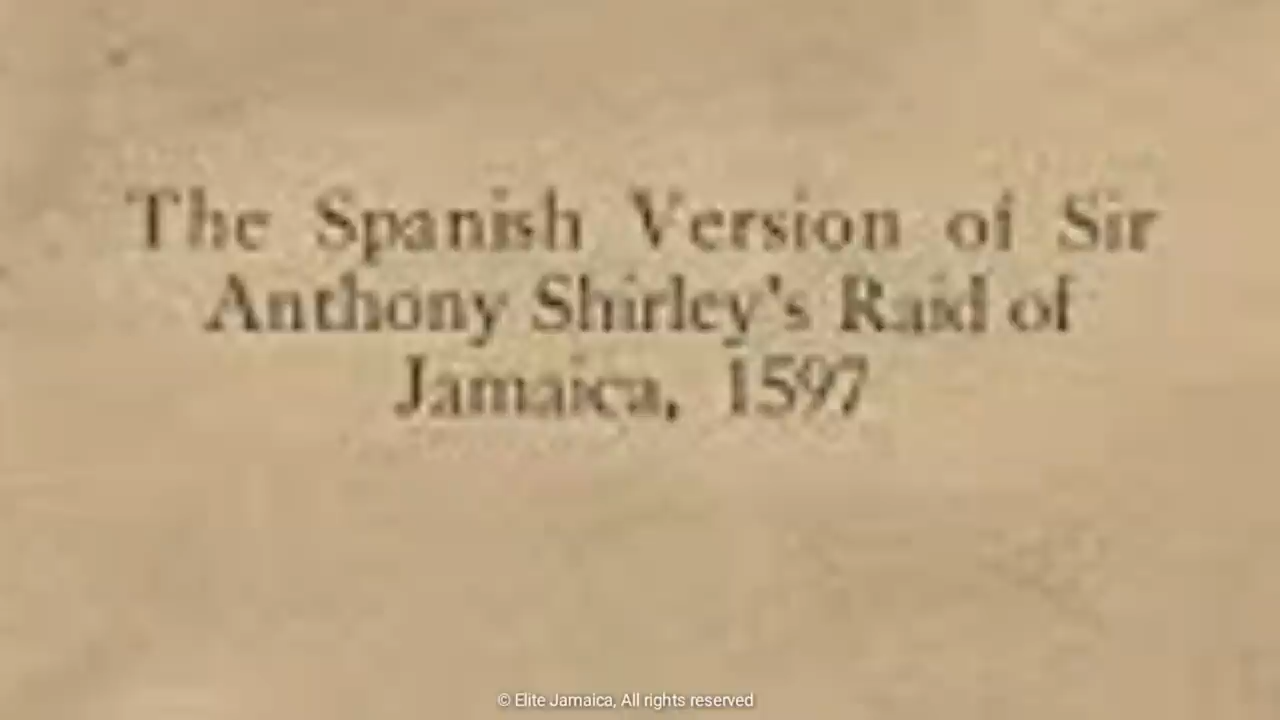 The Spanish Version of Sir
Anthony Shirley's Raid of
Jamaica, 1597
© Elite Jamaica, All rights reserved